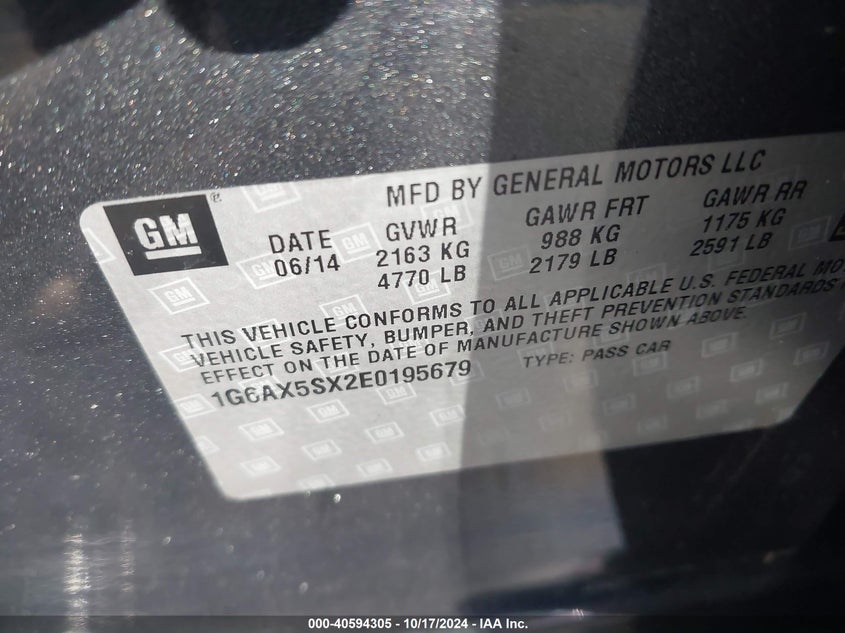 GM
MFD BY GENERAL MOTORS LLC
DATE GVWR GAWR FRT GAWR RR
06/14 2163 KG 988 KG 1175 KG
4770 LB 2179 LB 2591 LB
THIS VEHICLE CONFORMS TO ALL APPLICABLE U.S. FEDERAL
VEHICLE SAFETY, BUMPER, AND THEFT PREVENTION STANDARDS
EFFECT ON THE DATE OF MANUFACTURE SHOWN ABOVE.
1G6AX5SX2E0195679 TYPE: PASS CAR
000-40594305 - 10/17/2024 - IAA Inc.